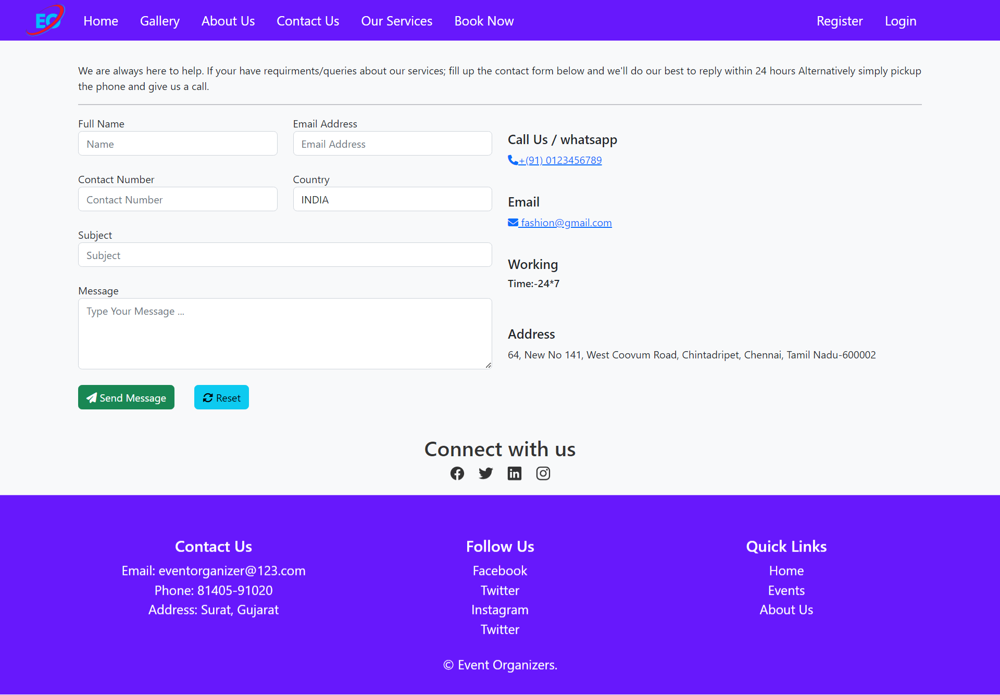 EO Home Gallery About Us Contact Us Our Services Book Now Register Login
We are always here to help. If your have requirments/queries about our services; fill up the contact form below and we'll do our best to reply within 24 hours Alternatively simply pickup
the phone and give us a call.
Full Name
Name
Email Address
Email Address
Contact Number
Contact Number
Country
INDIA
Subject
Subject
Message
Type Your Message ...
Send Message
Reset
Call Us / whatsapp
+(91) 0123456789
Email
fashion@gmail.com
Working
Time:-24*7
Address
64, New No 141, West Coovum Road, Chintadripet, Chennai, Tamil Nadu-600002
Connect with us
Contact Us
Email: eventorganizer@123.com
Phone: 81405-91020
Address: Surat, Gujarat
Follow Us
Facebook
Twitter
Instagram
Twitter
Quick Links
Home
Events
About Us
© Event Organizers.